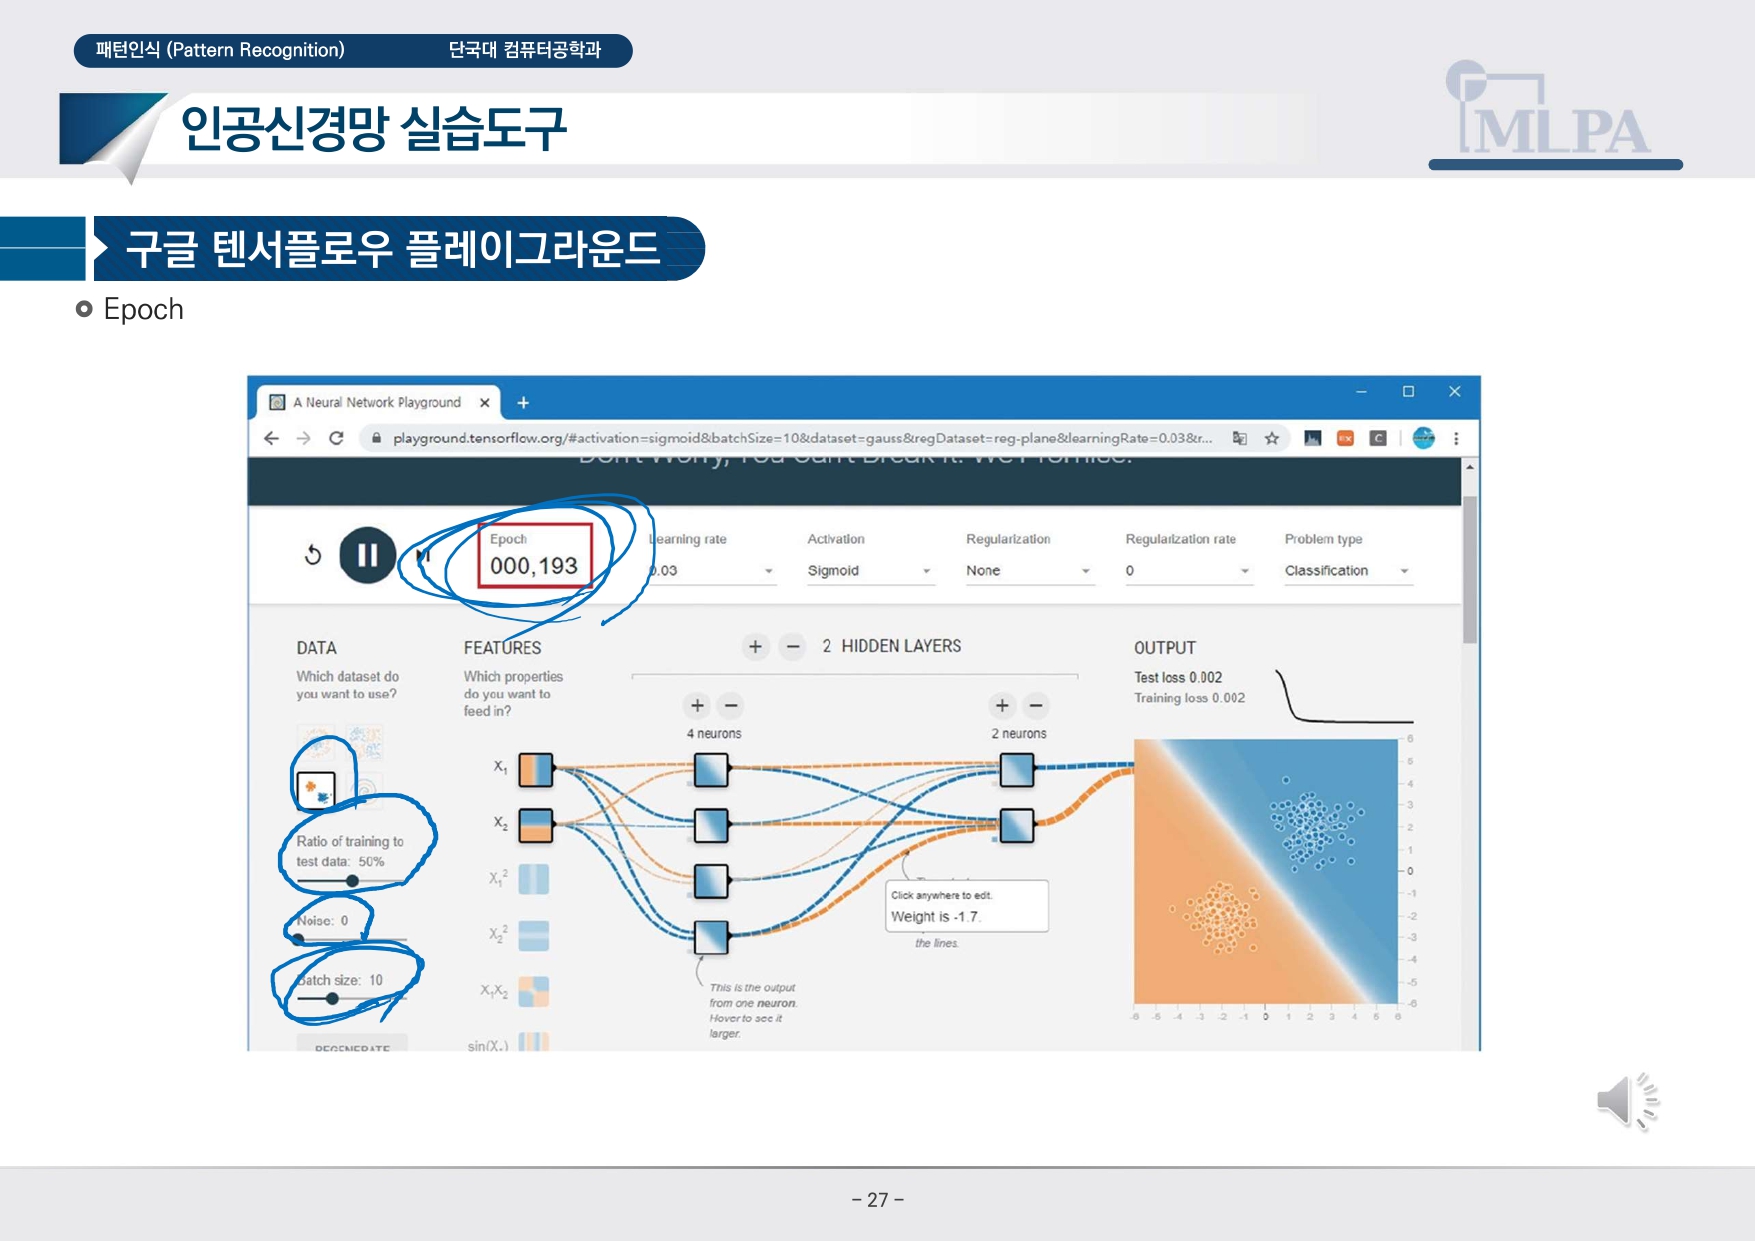 패턴인식 (Pattern Recognition) 단국대 컴퓨터공학과
인공신경망 실습도구
MLPA
구글 텐서플로우 플레이그라운드
Epoch
A Neural Network Playground
playground.tensorflow.org/#activation=sigmoid&batchSize=10&dataset=gauss&regDataset=reg-plane&learningRate=0.03&r...
Don't Worry, You Can't Break It. We Promise.
Epoch
000,193
Learning rate
0.03
Activation
Sigmoid
Regularization
None
Regularization rate
0
Problem type
Classification
DATA
Which dataset do
you want to use?
Ratio of training to
test data: 50%
Noise: 0
Batch size: 10
REGENERATE
FEATURES
Which properties
do you want to
feed in?
X₁
X₂
X₁²
X₂²
X₁X₂
sin(X₁)
+ − 2 HIDDEN LAYERS
+ −
4 neurons
+ −
2 neurons
Click anywhere to edit.
Weight is -1.7.
the lines.
This is the output
from one neuron.
Hover to see it
larger.
OUTPUT
Test loss 0.002
Training loss 0.002
6
5
4
3
2
1
0
-1
-2
-3
-4
-5
-6
-6 -5 -4 -3 -2 -1 0 1 2 3 4 5 6
- 27 -